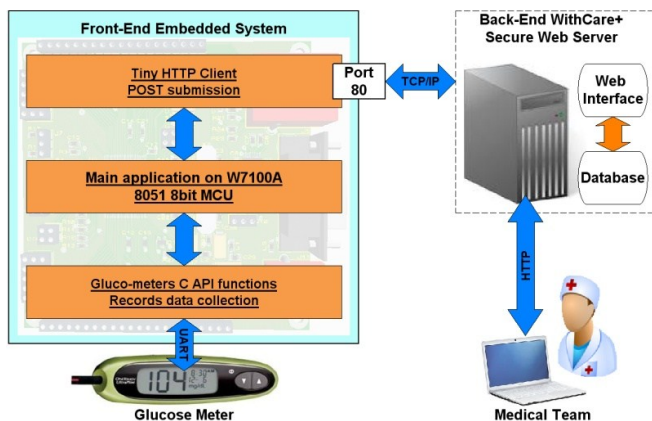 Front-End Embedded System
Tiny HTTP Client
POST submission
Port
80
TCP/IP
Back-End WithCare+
Secure Web Server
Web
Interface
Database
Main application on W7100A
8051 8bit MCU
Gluco-meters C API functions
Records data collection
HTTP
UART
104
mg/dL
Glucose Meter
Medical Team